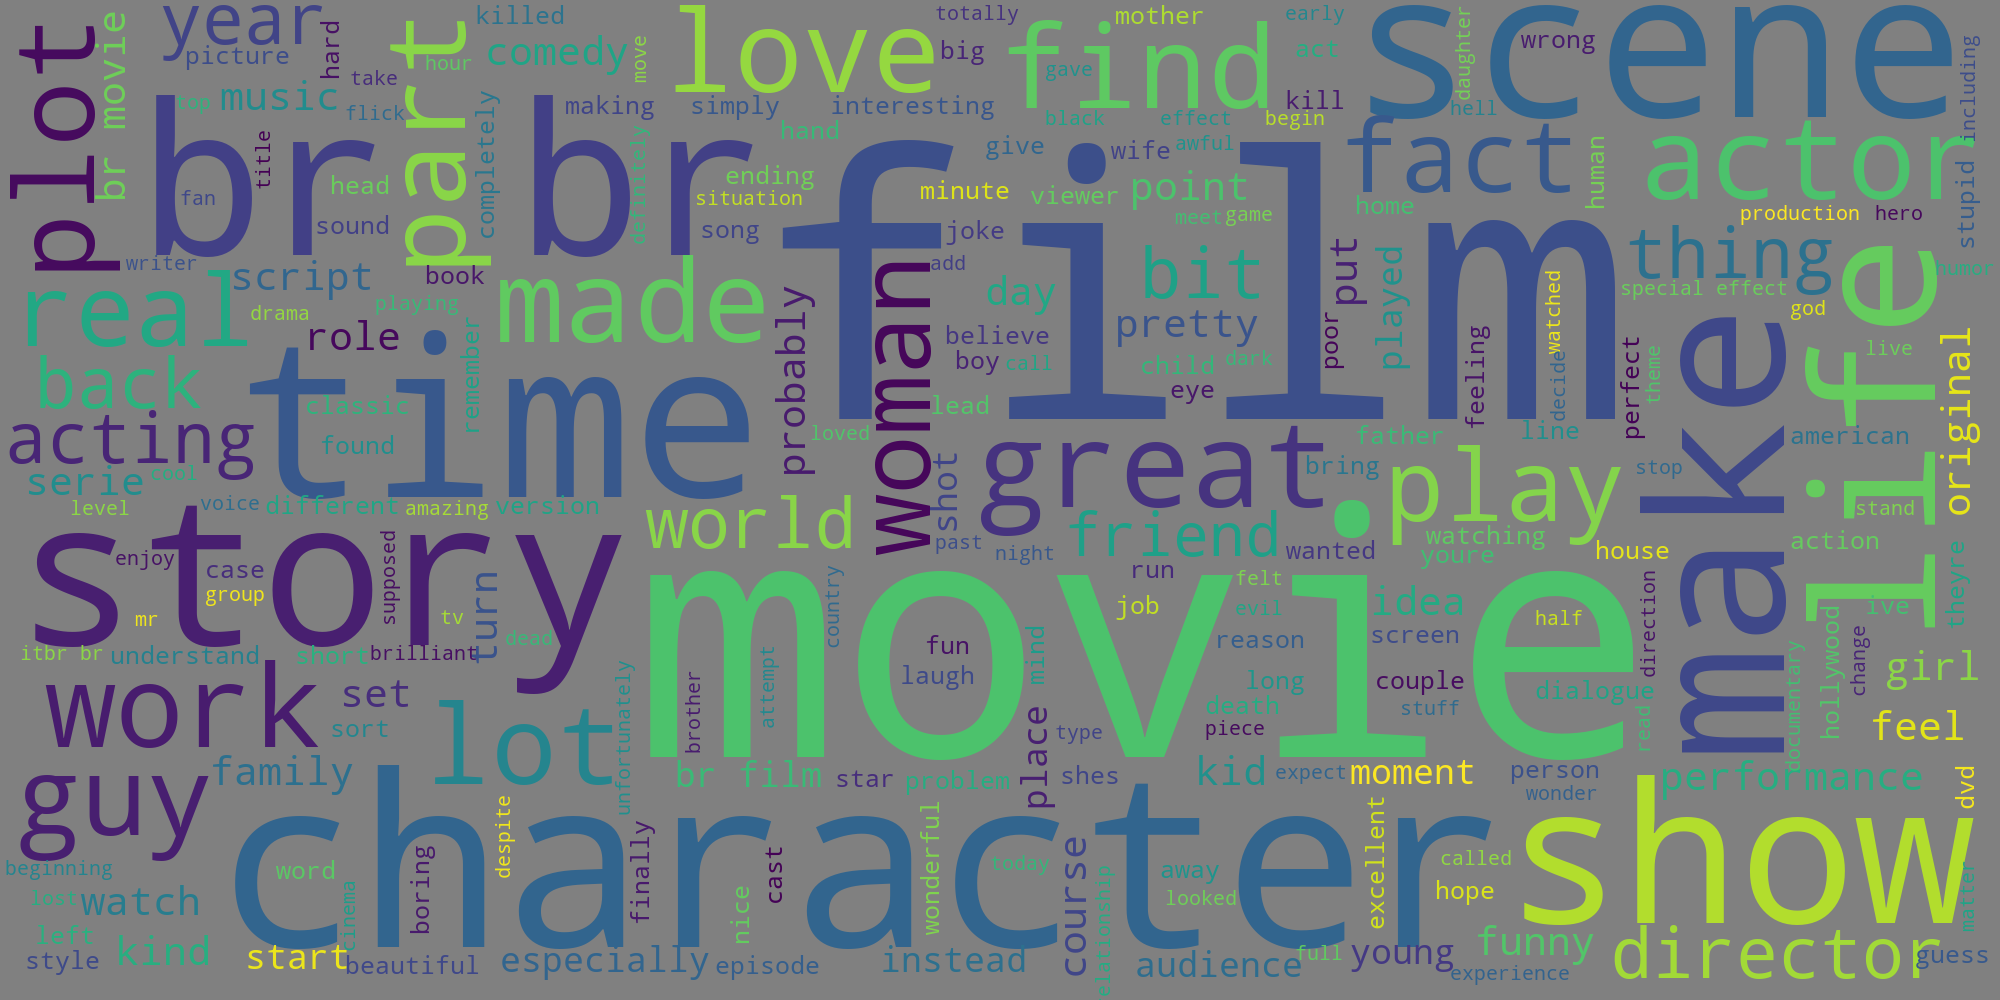 plot
br movie
year
picture
hard
take
killed
comedy
hour
move
love
totally
big
mother
find
gave
early
act
scene
wrong
daughter
including
top
music
flick
part
completely
making
simply
interesting
black
effect
kill
begin
hell
br br
title
fan
head
sound
definitely
hand
ending
situation
song
film
give
wife
awful
minute
viewer
point
meet
game
joke
fact
human
home
actor
stupid
production
hero
writer
real
script
book
drama
playing
role
made
probably
woman
add
day
bit
believe
boy
call
pretty
child
dark
eye
lead
put
played
poor
feeling
watched
decide
perfect
theme
thing
special effect
humor
god
live
make
life
original
back
time
remember
classic
found
acting
serie
cool
loved
shot
great
father
bring
line
play
stop
american
level
voice
different
amazing
version
world
past
night
friend
wanted
watching
youre
house
stand
action
theyre
story
enjoy
case
group
mr
supposed
turn
tv
dead
itbr br
understand
short
brilliant
movie
country
run
job
felt
evil
idea
half
reason
screen
direction
fun
laugh
mind
long
death
piece
couple
stuff
dialogue
read
hollywood
ive
change
documentary
girl
feel
work
set
sort
lot
unfortunately
brother
attempt
type
family
br film
star
problem
place
shes
kid
expect
moment
person
wonder
performance
dvd
guy
character
despite
finally
show
beginning
word
boring
cast
wonderful
today
course
relationship
away
looked
excellent
called
hope
matter
lost
watch
cinema
nice
left
kind
style
start
beautiful
especially
episode
instead
audience
full
young
funny
experience
director
guess